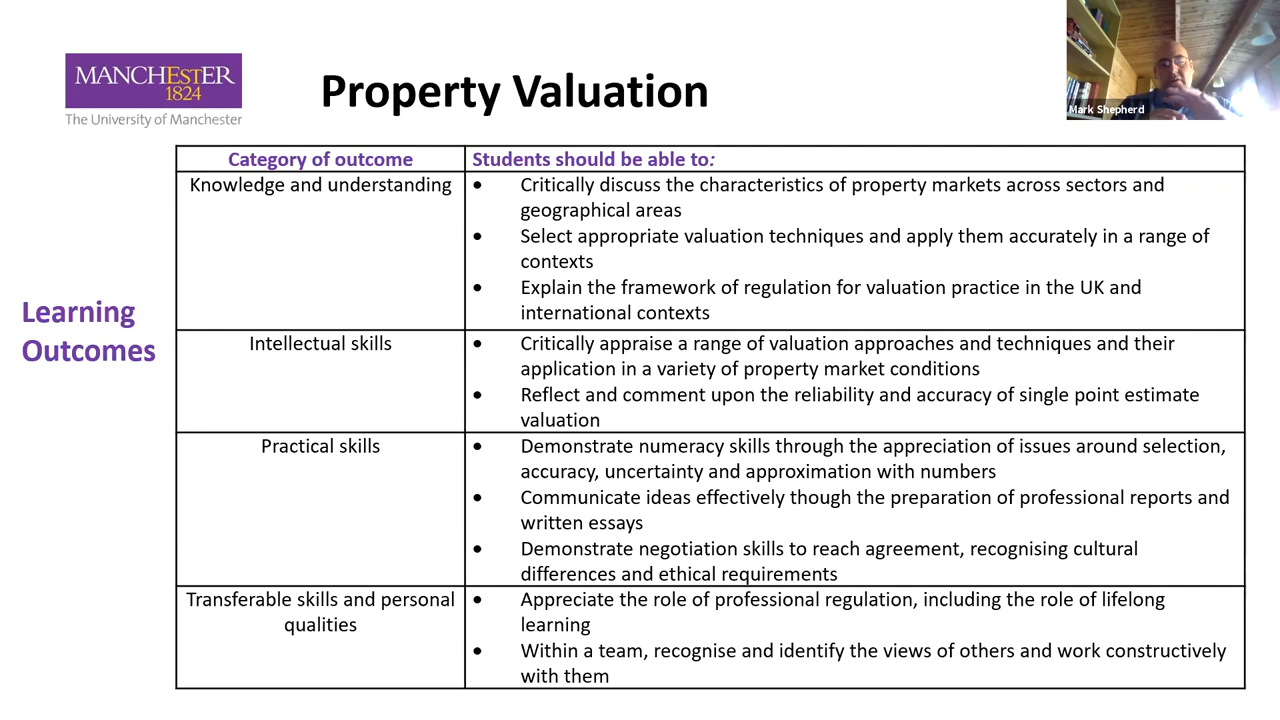 MANCHESTER
1824
The University of Manchester
Property Valuation
Mark Shepherd
Learning
Outcomes
Category of outcome
Students should be able to:
Knowledge and understanding
• Critically discuss the characteristics of property markets across sectors and
geographical areas
• Select appropriate valuation techniques and apply them accurately in a range of
contexts
• Explain the framework of regulation for valuation practice in the UK and
international contexts
Intellectual skills
• Critically appraise a range of valuation approaches and techniques and their
application in a variety of property market conditions
• Reflect and comment upon the reliability and accuracy of single point estimate
valuation
Practical skills
• Demonstrate numeracy skills through the appreciation of issues around selection,
accuracy, uncertainty and approximation with numbers
• Communicate ideas effectively though the preparation of professional reports and
written essays
• Demonstrate negotiation skills to reach agreement, recognising cultural
differences and ethical requirements
Transferable skills and personal
qualities
• Appreciate the role of professional regulation, including the role of lifelong
learning
• Within a team, recognise and identify the views of others and work constructively
with them